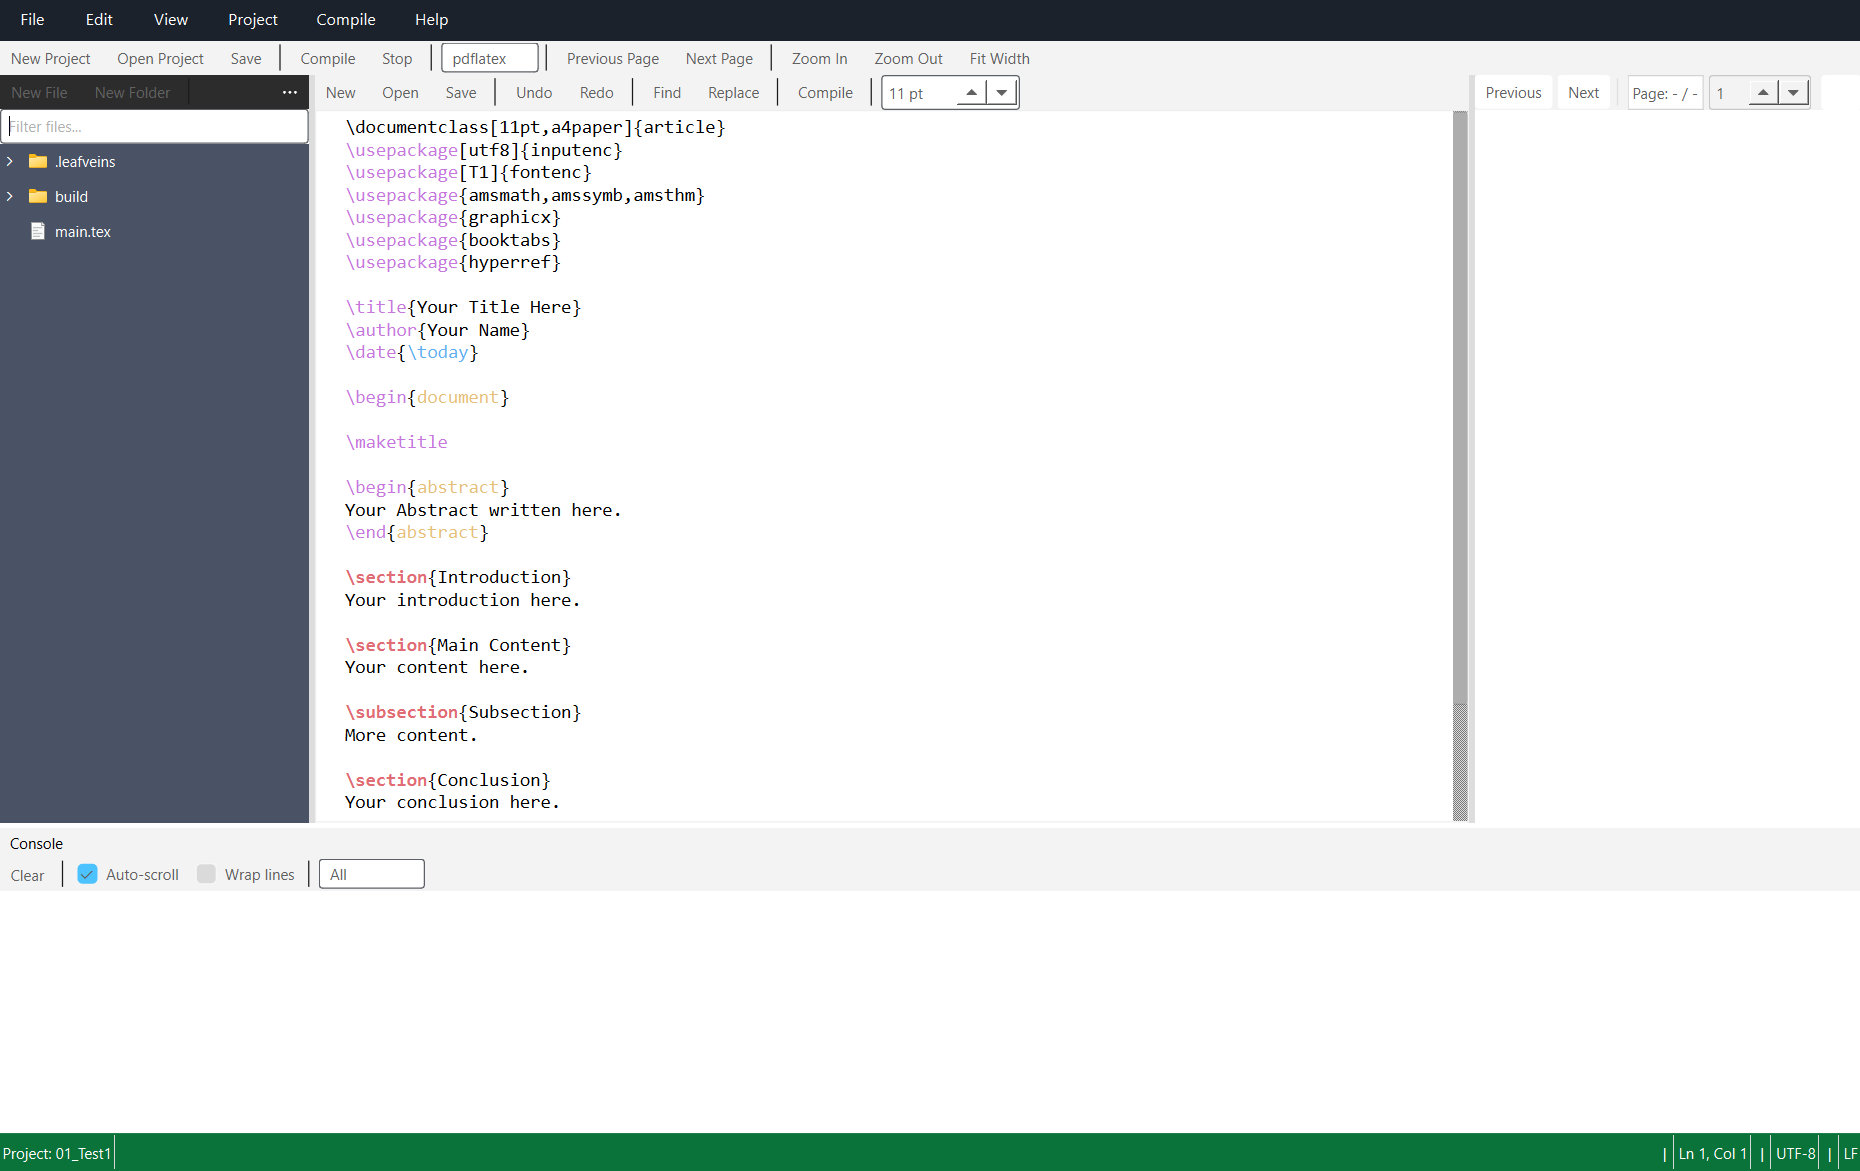 File Edit View Project Compile Help
New Project Open Project Save Compile Stop pdflatex Previous Page Next Page Zoom In Zoom Out Fit Width
New File New Folder ...
Filter files...
.leafveins
build
main.tex
New Open Save Undo Redo Find Replace Compile 11 pt
\documentclass[11pt,a4paper]{article}
\usepackage[utf8]{inputenc}
\usepackage[T1]{fontenc}
\usepackage{amsmath,amssymb,amsthm}
\usepackage{graphicx}
\usepackage{booktabs}
\usepackage{hyperref}
\title{Your Title Here}
\author{Your Name}
\date{\today}
\begin{document}
\maketitle
\begin{abstract}
Your Abstract written here.
\end{abstract}
\section{Introduction}
Your introduction here.
\section{Main Content}
Your content here.
\subsection{Subsection}
More content.
\section{Conclusion}
Your conclusion here.
Previous Next Page: - / - 1
Console
Clear Auto-scroll Wrap lines All
Project: 01_Test1
| Ln 1, Col 1 | UTF-8 | LF